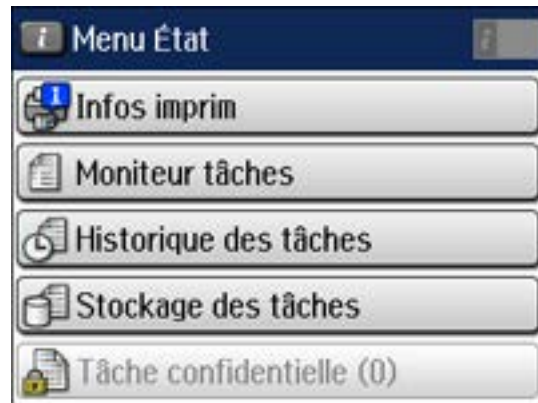 Menu État
Infos imprim
Moniteur tâches
Historique des tâches
Stockage des tâches
Tâche confidentielle (0)